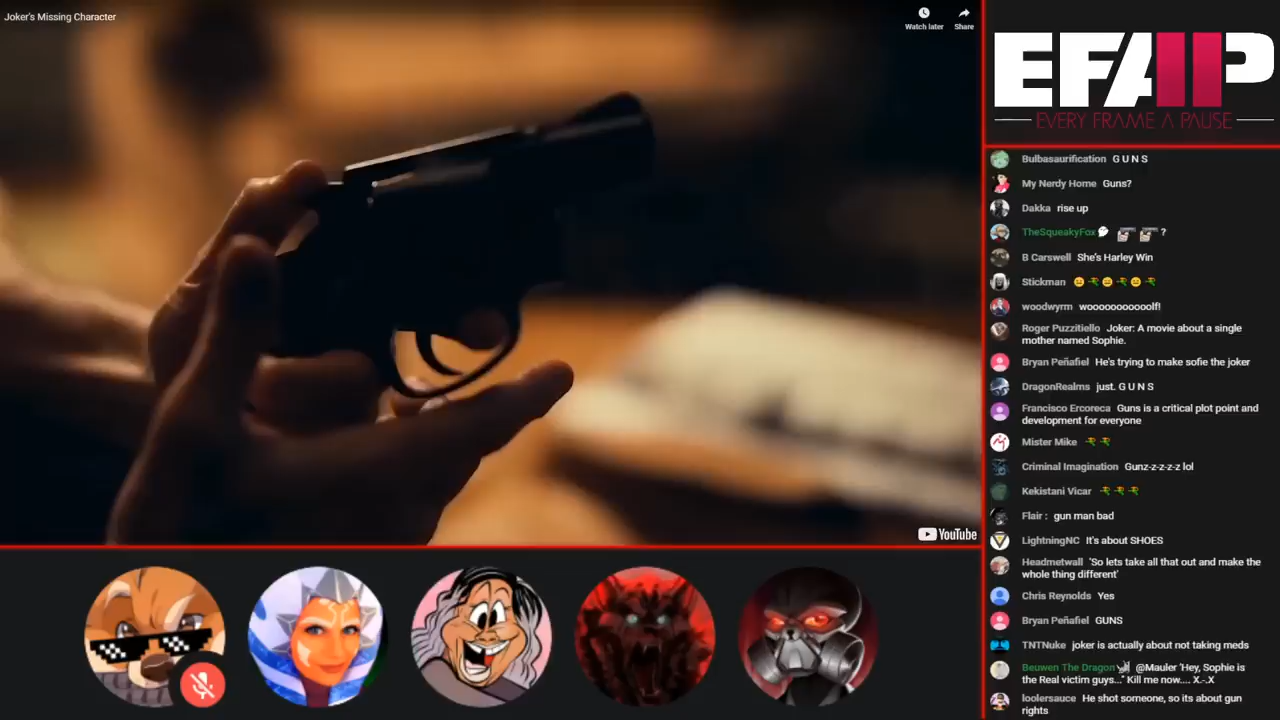 Joker's Missing Character
Watch later
Share
YouTube
EFAP
EVERY FRAME A PAUSE
Bulbasaurification G U N S
My Nerdy Home Guns?
Dakka rise up
TheSqueakyFox ?
B Carswell She's Harley Win
Stickman
woodwyrm wooooooooooolf!
Roger Puzzitiello Joker: A movie about a single
mother named Sophie.
Bryan Peñafiel He's trying to make sofie the joker
DragonRealms just. G U N S
Francisco Ercoreca Guns is a critical plot point and
development for everyone
Mister Mike
Criminal Imagination Gunz-z-z-z-z lol
Kekistani Vicar
Flair : gun man bad
LightningNC It's about SHOES
Headmetwall 'So lets take all that out and make the
whole thing different'
Chris Reynolds Yes
Bryan Peñafiel GUNS
TNTNuke joker is actually about not taking meds
Beuwen The Dragon @Mauler 'Hey, Sophie is
the Real victim guys..." Kill me now.... X.-.X
loolersauce He shot someone, so its about gun
rights